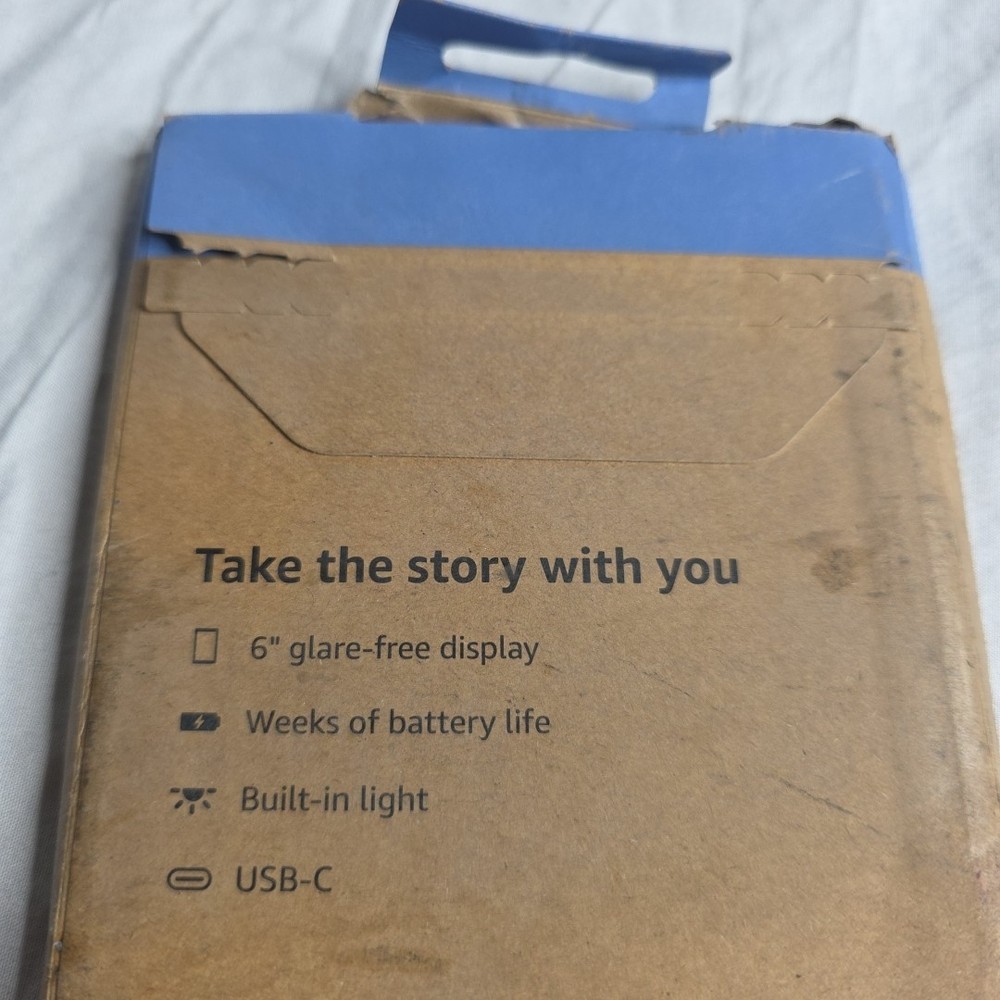 Take the story with you
6" glare-free display
Weeks of battery life
Built-in light
USB-C